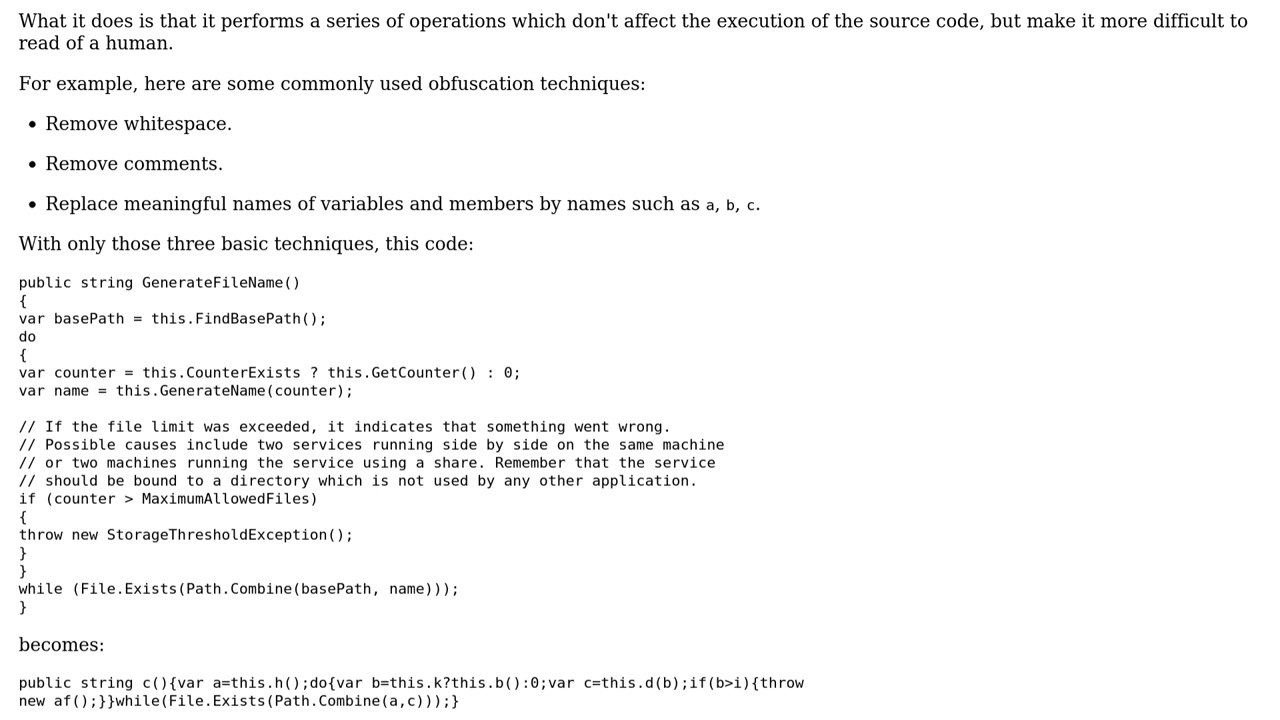 What it does is that it performs a series of operations which don't affect the execution of the source code, but make it more difficult to
read of a human.
For example, here are some commonly used obfuscation techniques:
• Remove whitespace.
• Remove comments.
• Replace meaningful names of variables and members by names such as a, b, c.
With only those three basic techniques, this code:
public string GenerateFileName()
{
var basePath = this.FindBasePath();
do
{
var counter = this.CounterExists ? this.GetCounter() : 0;
var name = this.GenerateName(counter);
// If the file limit was exceeded, it indicates that something went wrong.
// Possible causes include two services running side by side on the same machine
// or two machines running the service using a share. Remember that the service
// should be bound to a directory which is not used by any other application.
if (counter > MaximumAllowedFiles)
{
throw new StorageThresholdException();
}
}
while (File.Exists(Path.Combine(basePath, name)));
}
becomes:
public string c(){var a=this.h();do{var b=this.k?this.b():0;var c=this.d(b);if(b>i){throw
new af();}}while(File.Exists(Path.Combine(a,c)));}